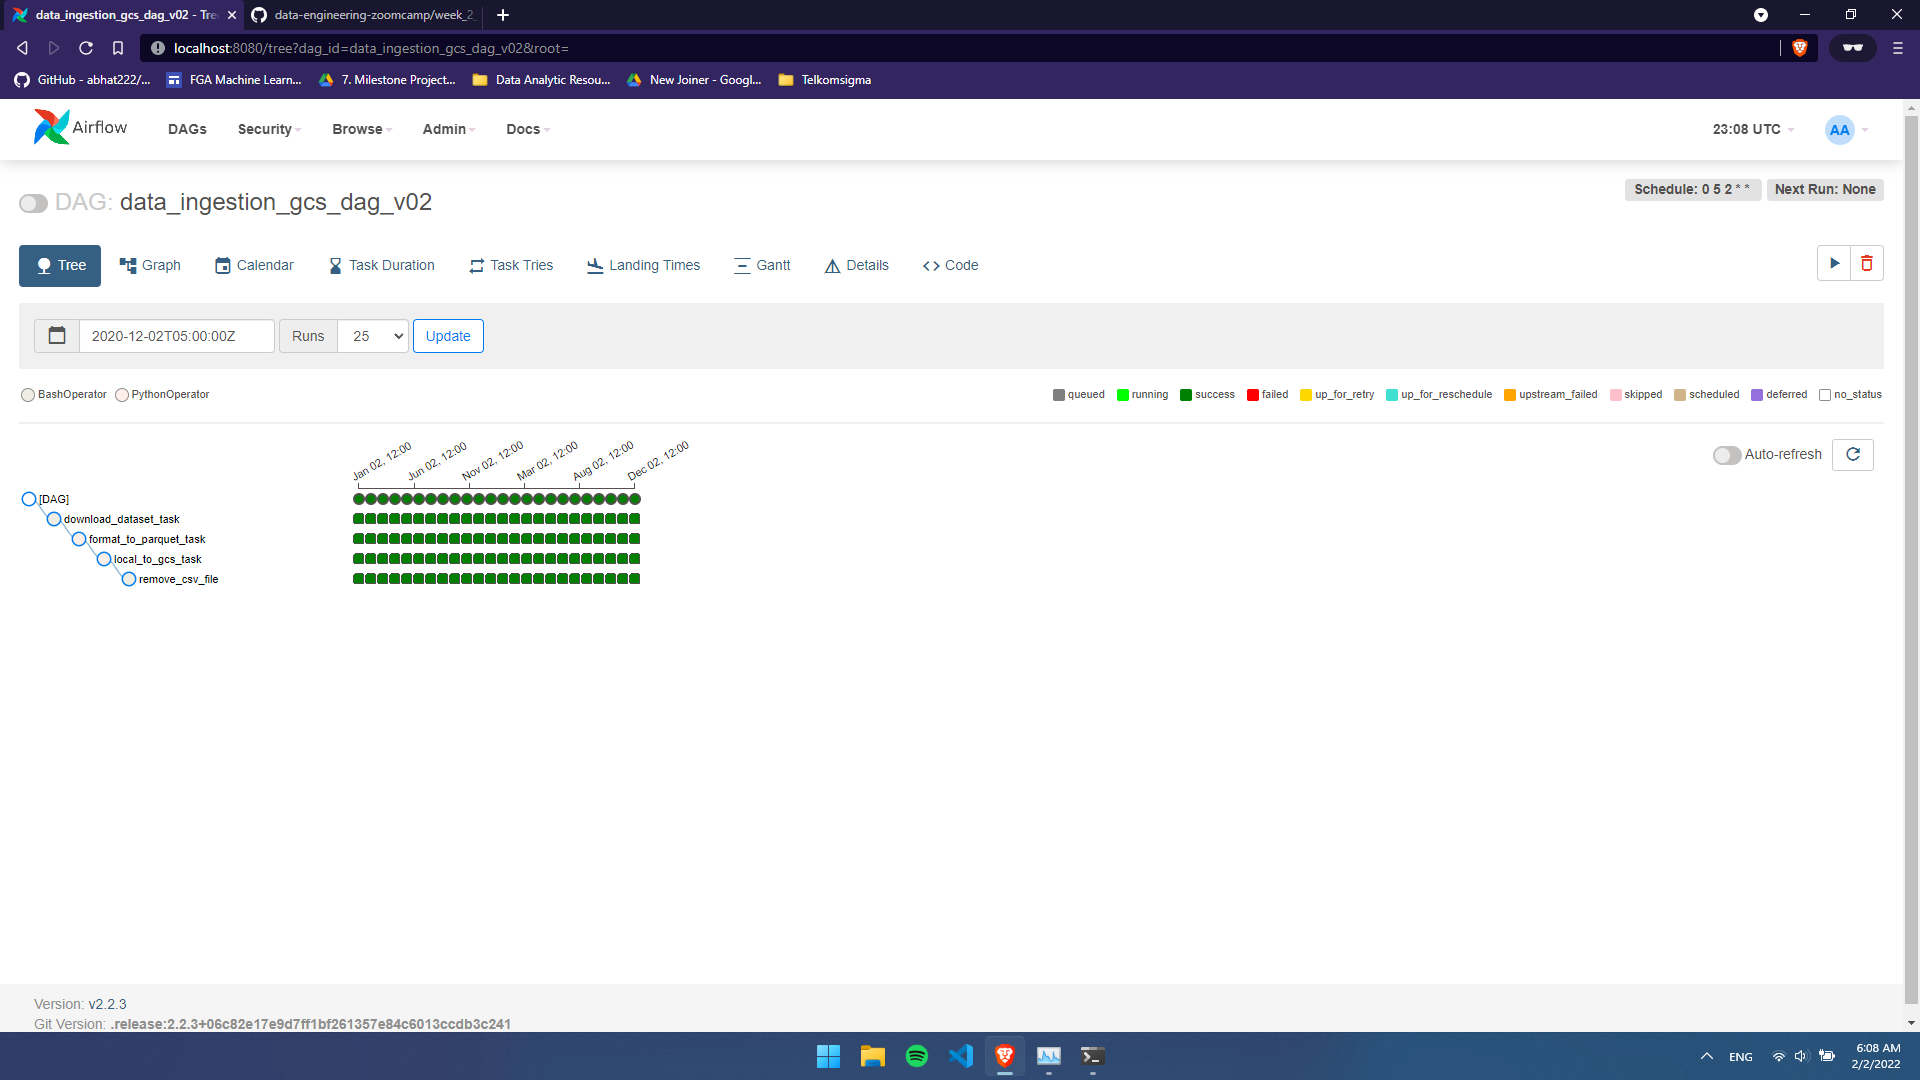 data_ingestion_gcs_dag_v02 - Tre
data-engineering-zoomcamp/week_2
localhost:8080/tree?dag_id=data_ingestion_gcs_dag_v02&root=
GitHub - abhat222/...
FGA Machine Learn...
7. Milestone Project...
Data Analytic Resou...
New Joiner - Googl...
Telkomsigma
Airflow
DAGs
Security
Browse
Admin
Docs
23:08 UTC
AA
DAG: data_ingestion_gcs_dag_v02
Schedule: 0 5 2 * *
Next Run: None
Tree
Graph
Calendar
Task Duration
Task Tries
Landing Times
Gantt
Details
Code
2020-12-02T05:00:00Z
Runs
25
Update
BashOperator
PythonOperator
queued
running
success
failed
up_for_retry
up_for_reschedule
upstream_failed
skipped
scheduled
deferred
no_status
Jan 02, 12:00
Jun 02, 12:00
Nov 02, 12:00
Mar 02, 12:00
Aug 02, 12:00
Dec 02, 12:00
Auto-refresh
[DAG]
download_dataset_task
format_to_parquet_task
local_to_gcs_task
remove_csv_file
Version: v2.2.3
Git Version: .release:2.2.3+06c82e17e9d7ff1bf261357e84c6013ccdb3c241
ENG
6:08 AM
2/2/2022